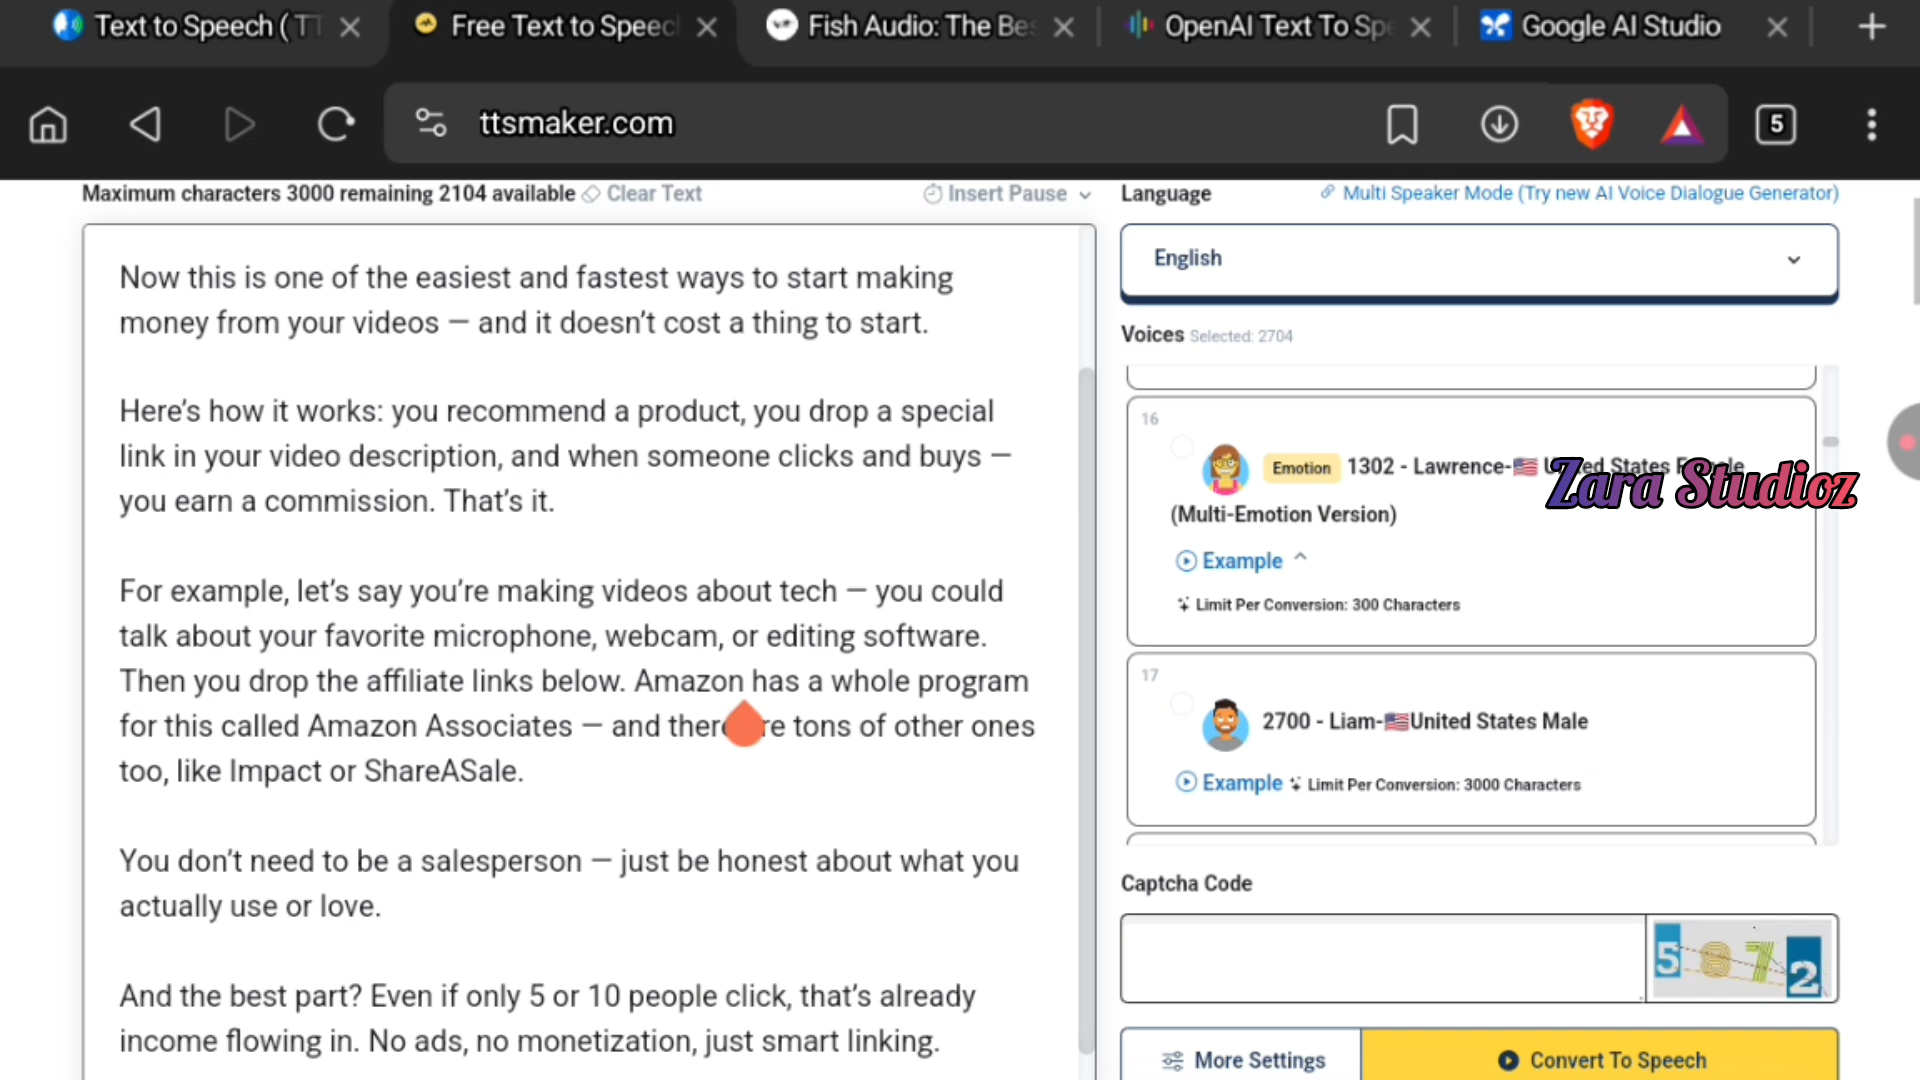 Text to Speech ( TT
Free Text to Speec
Fish Audio: The Bes
OpenAI Text To Spe
Google AI Studio
ttsmaker.com
5
Maximum characters 3000 remaining 2104 available Clear Text
Insert Pause
Now this is one of the easiest and fastest ways to start making
money from your videos — and it doesn't cost a thing to start.
Here's how it works: you recommend a product, you drop a special
link in your video description, and when someone clicks and buys —
you earn a commission. That's it.
For example, let's say you're making videos about tech — you could
talk about your favorite microphone, webcam, or editing software.
Then you drop the affiliate links below. Amazon has a whole program
for this called Amazon Associates — and there are tons of other ones
too, like Impact or ShareASale.
You don't need to be a salesperson — just be honest about what you
actually use or love.
And the best part? Even if only 5 or 10 people click, that's already
income flowing in. No ads, no monetization, just smart linking.
Language
Multi Speaker Mode (Try new AI Voice Dialogue Generator)
English
Voices Selected: 2704
16
Emotion 1302 - Lawrence- United States Female
(Multi-Emotion Version)
Zara Studioz
Example
Limit Per Conversion: 300 Characters
17
2700 - Liam- United States Male
Example Limit Per Conversion: 3000 Characters
Captcha Code
5872
More Settings
Convert To Speech